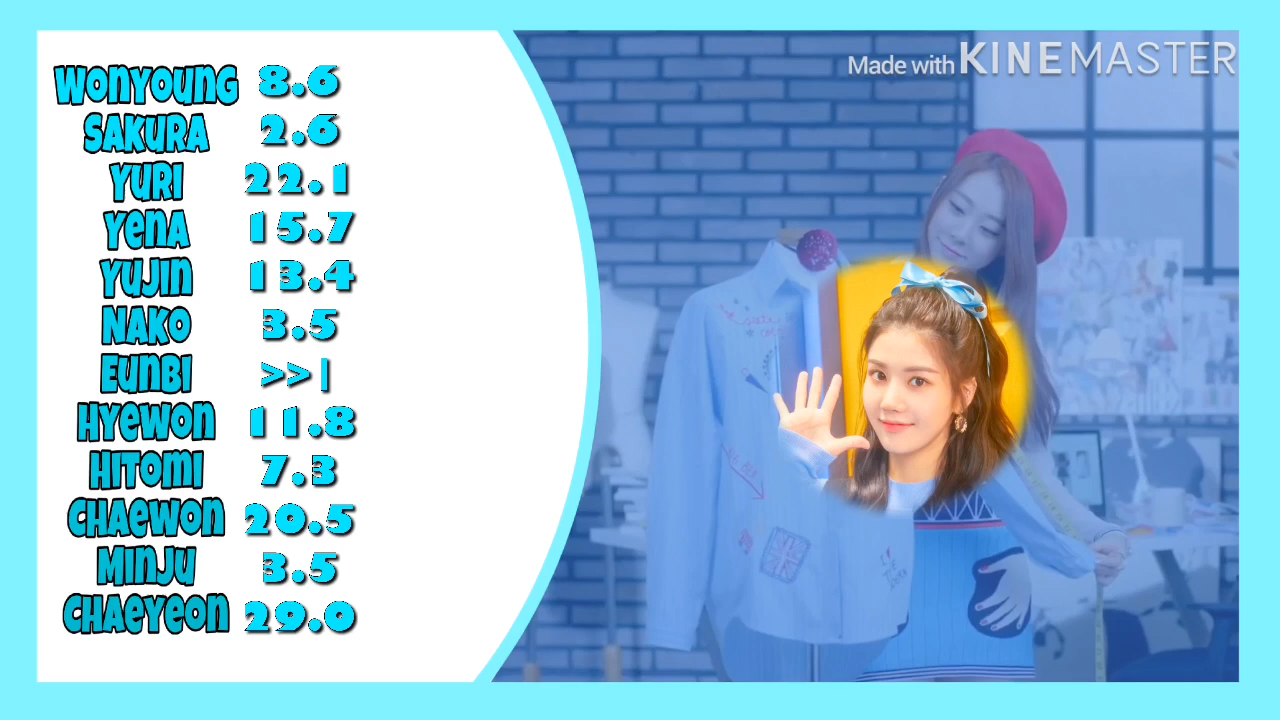 Made with KINEMASTER
WONYOUNG 8.6
SAKURA 2.6
YURI 22.1
YENA 15.7
YUJIN 13.4
NAKO 3.5
EUNBI >>|
HYEWON 11.8
HITOMI 7.3
CHAEWON 20.5
MINJU 3.5
CHAEYEON 29.0